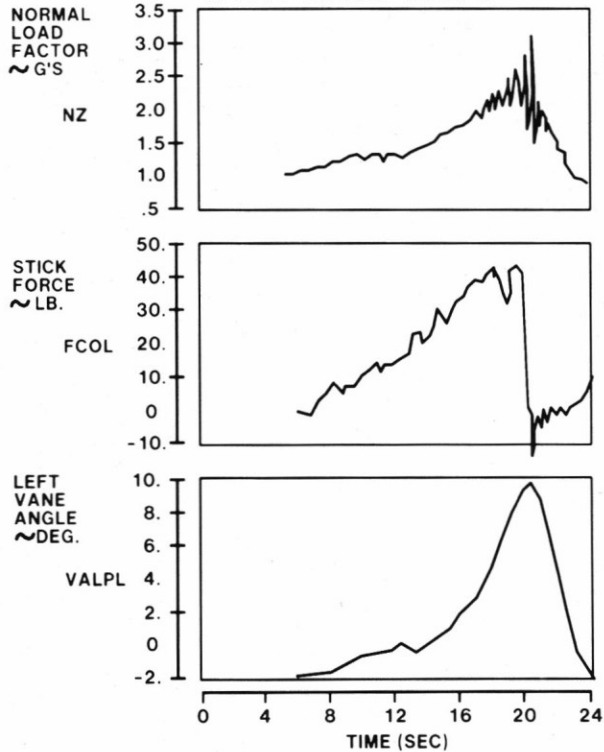 NORMAL
LOAD
FACTOR
~G'S
NZ
3.5
3.0
2.5
2.0
1.5
1.0
.5
STICK
FORCE
~LB.
FCOL
50.
40.
30.
20.
10.
0
-10.
LEFT
VANE
ANGLE
~DEG.
VALPL
10.
8.
6.
4.
2.
0
-2.
0 4 8 12 16 20 24
TIME (SEC)